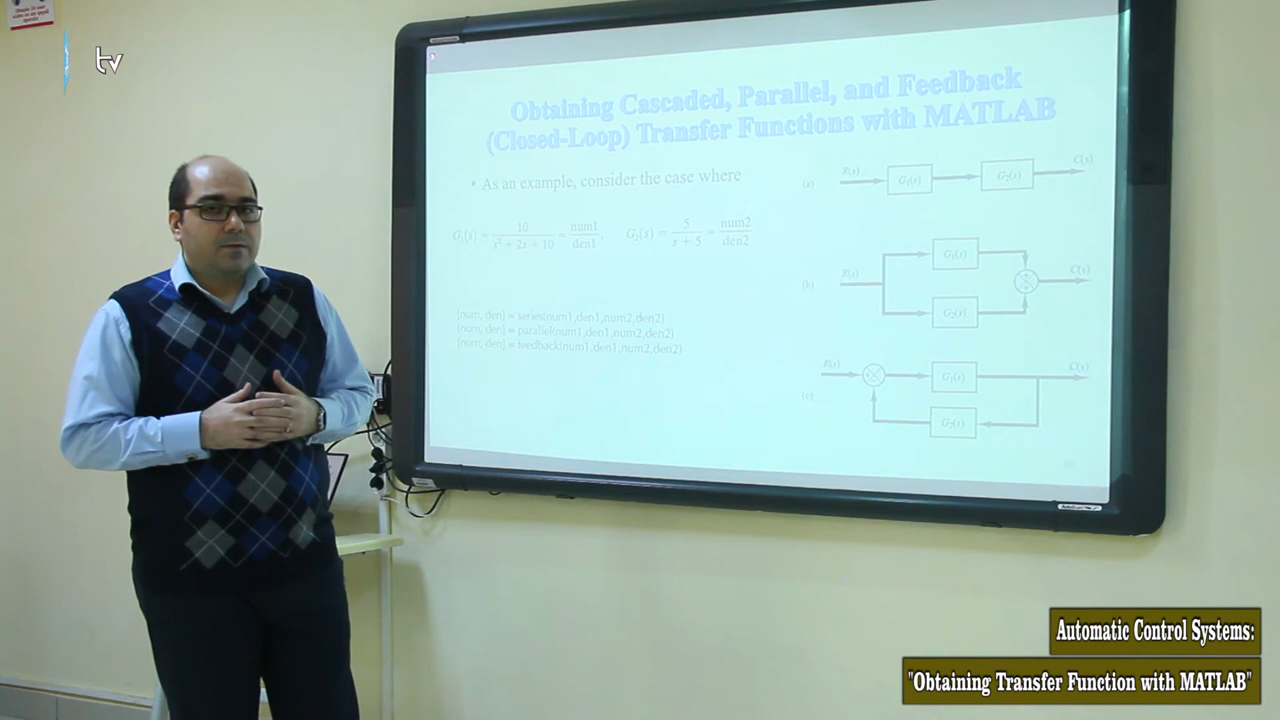 tv
Obtaining Cascaded, Parallel, and Feedback
(Closed-Loop) Transfer Functions with MATLAB
• As an example, consider the case where
G₁(s) = 10 / (s² + 2s + 10) = num1 / den1, G₂(s) = 5 / (s + 5) = num2 / den2
[num, den] = series(num1,den1,num2,den2)
[num, den] = parallel(num1,den1,num2,den2)
[num, den] = feedback(num1,den1,num2,den2)
(a) R(s) G₁(s) G₂(s) C(s)
(b) R(s) G₁(s) G₂(s) C(s)
(c) R(s) G₁(s) G₂(s) C(s)
Automatic Control Systems:
"Obtaining Transfer Function with MATLAB"